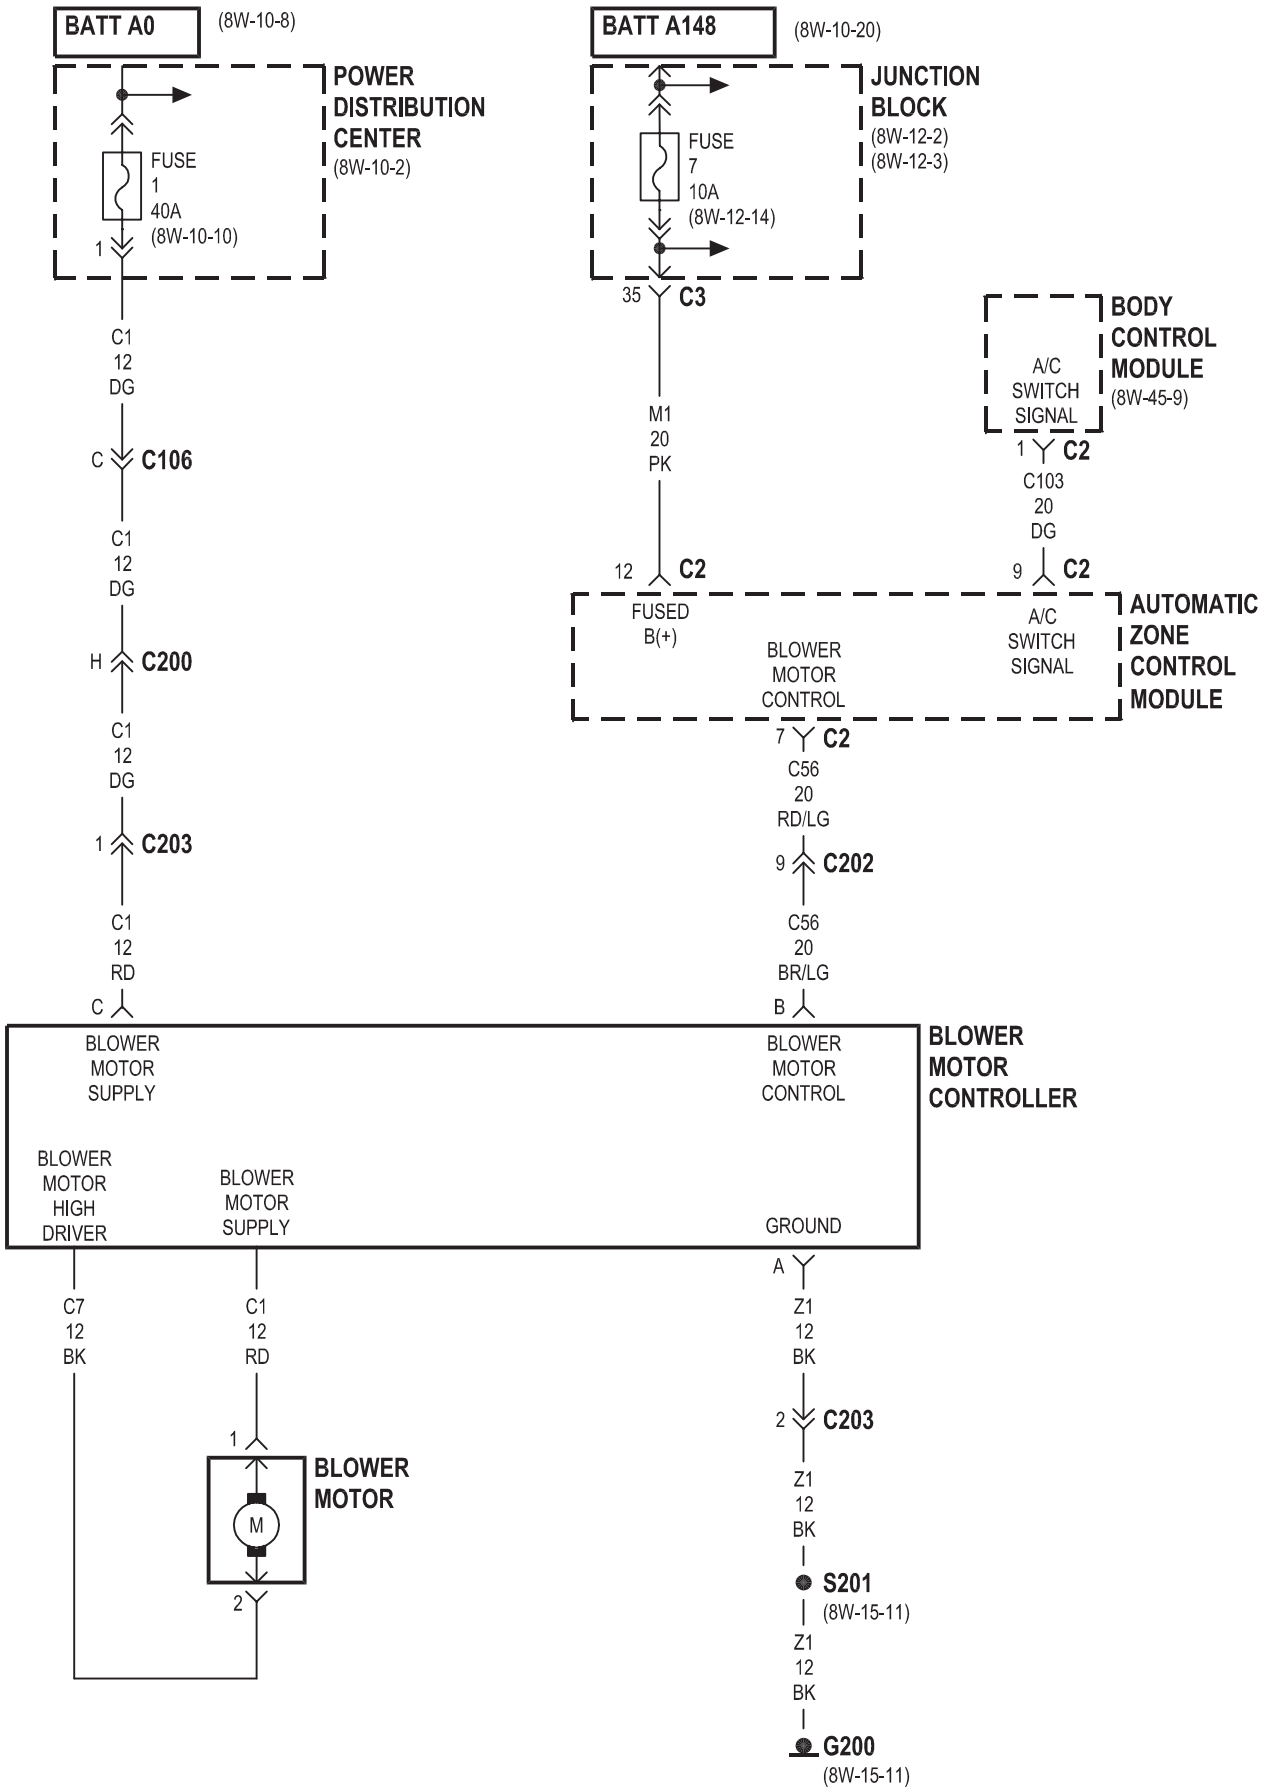 BATT A0
(8W-10-8)
POWER
DISTRIBUTION
CENTER
(8W-10-2)
FUSE
1
40A
(8W-10-10)
1
C1
12
DG
C
C106
C1
12
DG
H
C200
C1
12
DG
1
C203
C1
12
RD
C
BATT A148
(8W-10-20)
JUNCTION
BLOCK
(8W-12-2)
(8W-12-3)
FUSE
7
10A
(8W-12-14)
35
C3
M1
20
PK
12
C2
BODY
CONTROL
MODULE
(8W-45-9)
A/C
SWITCH
SIGNAL
1
C2
C103
20
DG
9
C2
AUTOMATIC
ZONE
CONTROL
MODULE
FUSED
B(+)
BLOWER
MOTOR
CONTROL
A/C
SWITCH
SIGNAL
7
C2
C56
20
RD/LG
9
C202
C56
20
BR/LG
B
BLOWER
MOTOR
CONTROLLER
BLOWER
MOTOR
SUPPLY
BLOWER
MOTOR
CONTROL
BLOWER
MOTOR
HIGH
DRIVER
BLOWER
MOTOR
SUPPLY
GROUND
C7
12
BK
C1
12
RD
1
BLOWER
MOTOR
M
2
A
Z1
12
BK
2
C203
Z1
12
BK
S201
(8W-15-11)
Z1
12
BK
G200
(8W-15-11)